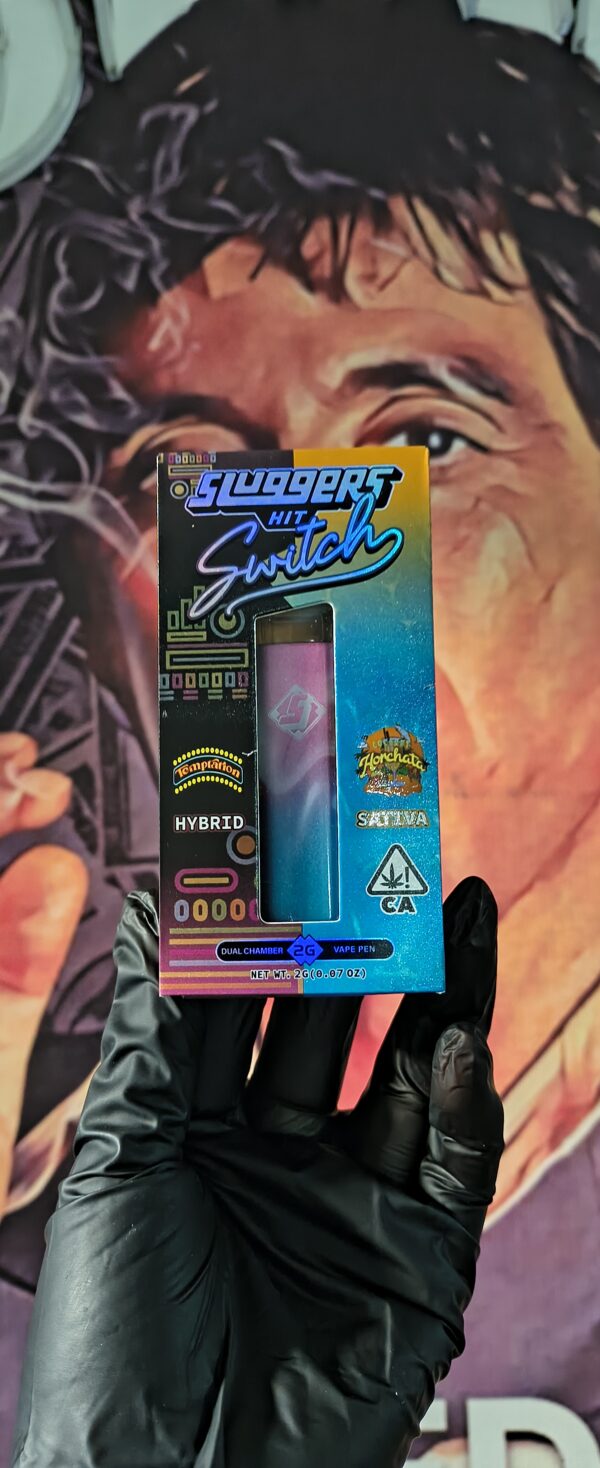 SLUGGERS
HIT
Switch
Temptation
HYBRID
Horchata
SATIVA
CA
DUAL CHAMBER 2G VAPE PEN
NET WT. 2G (0.07 OZ)